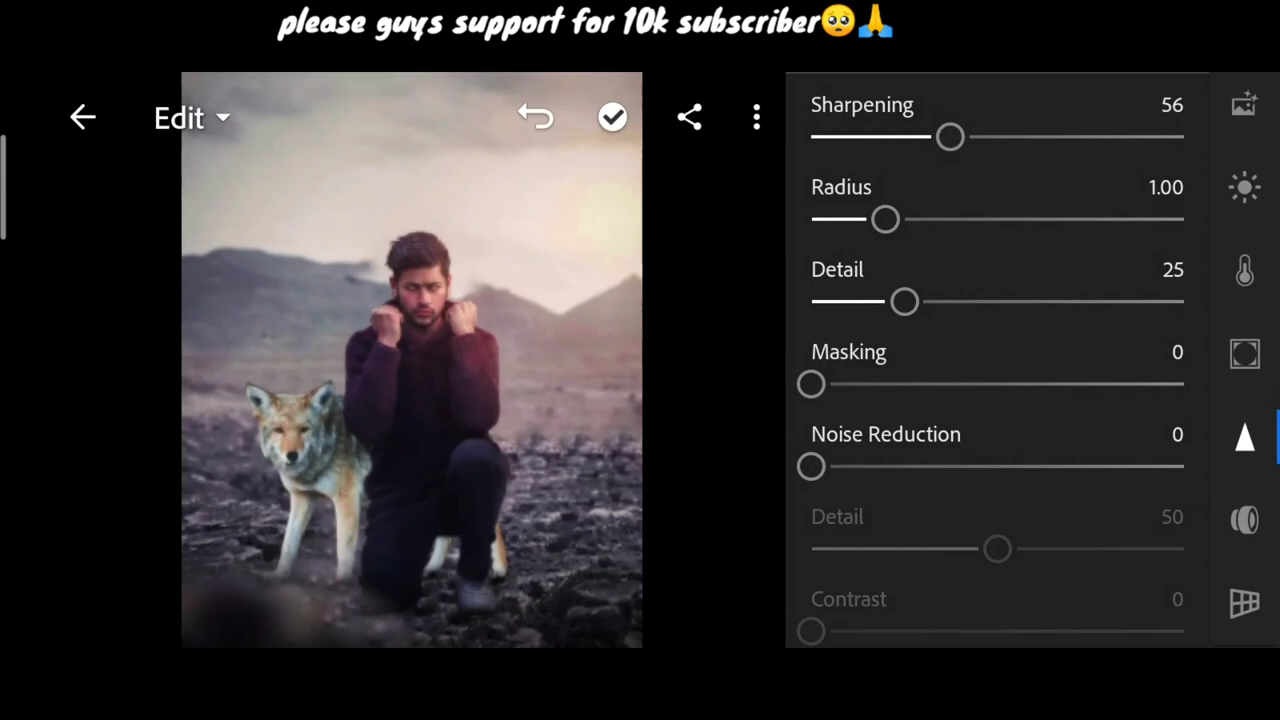 please guys support for 10k subscriber🥺🙏
Edit
Sharpening 56
Radius 1.00
Detail 25
Masking 0
Noise Reduction 0
Detail 50
Contrast 0